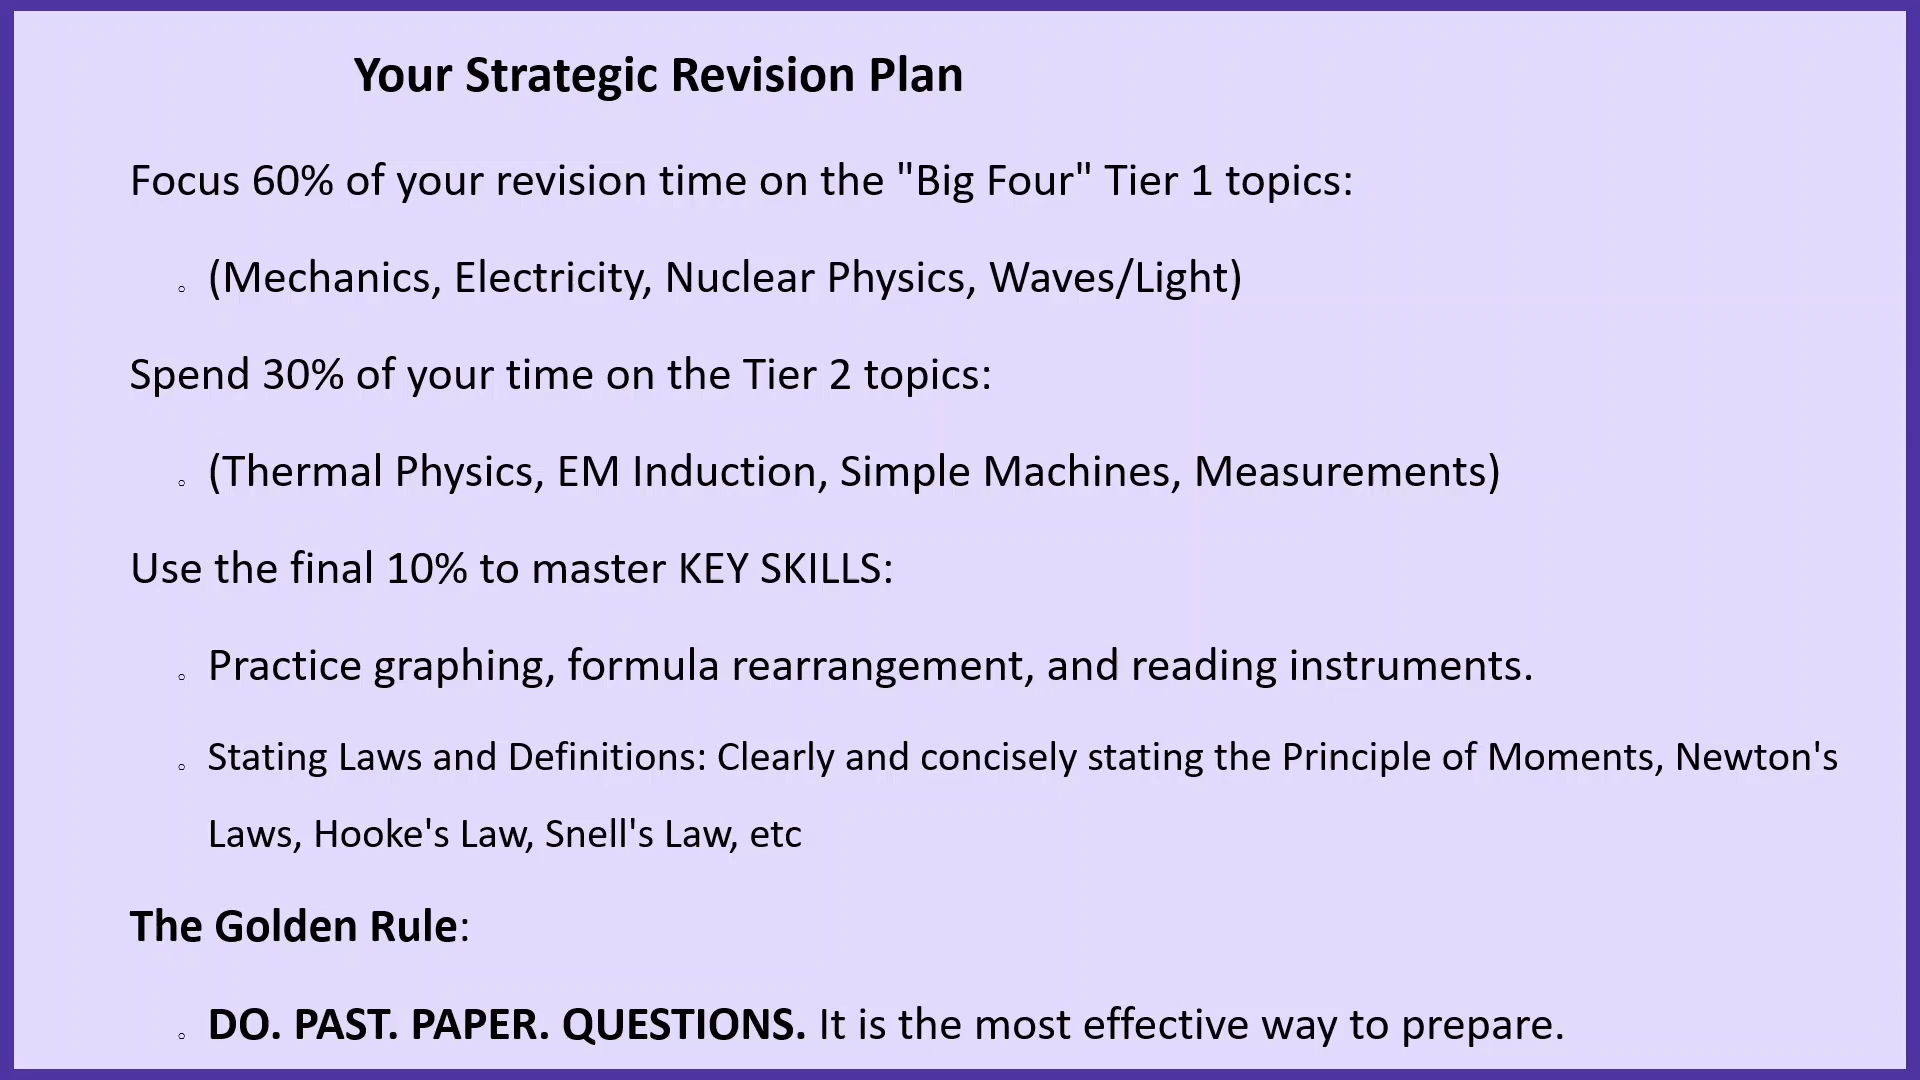 Your Strategic Revision Plan
Focus 60% of your revision time on the "Big Four" Tier 1 topics:
(Mechanics, Electricity, Nuclear Physics, Waves/Light)
Spend 30% of your time on the Tier 2 topics:
(Thermal Physics, EM Induction, Simple Machines, Measurements)
Use the final 10% to master KEY SKILLS:
Practice graphing, formula rearrangement, and reading instruments.
Stating Laws and Definitions: Clearly and concisely stating the Principle of Moments, Newton's
Laws, Hooke's Law, Snell's Law, etc
The Golden Rule:
DO. PAST. PAPER. QUESTIONS. It is the most effective way to prepare.